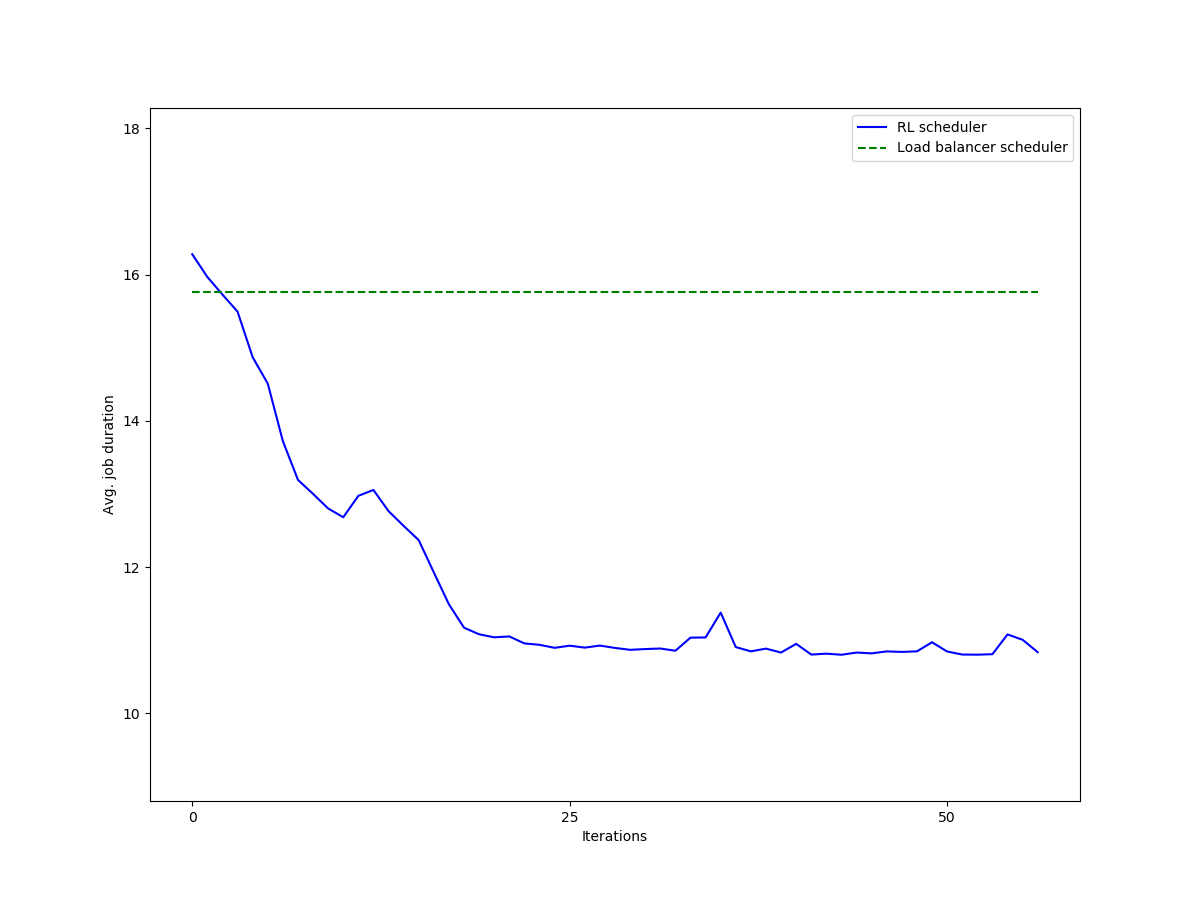 RL scheduler
Load balancer scheduler
18
16
14
12
10
Avg. job duration
0 25 50
Iterations